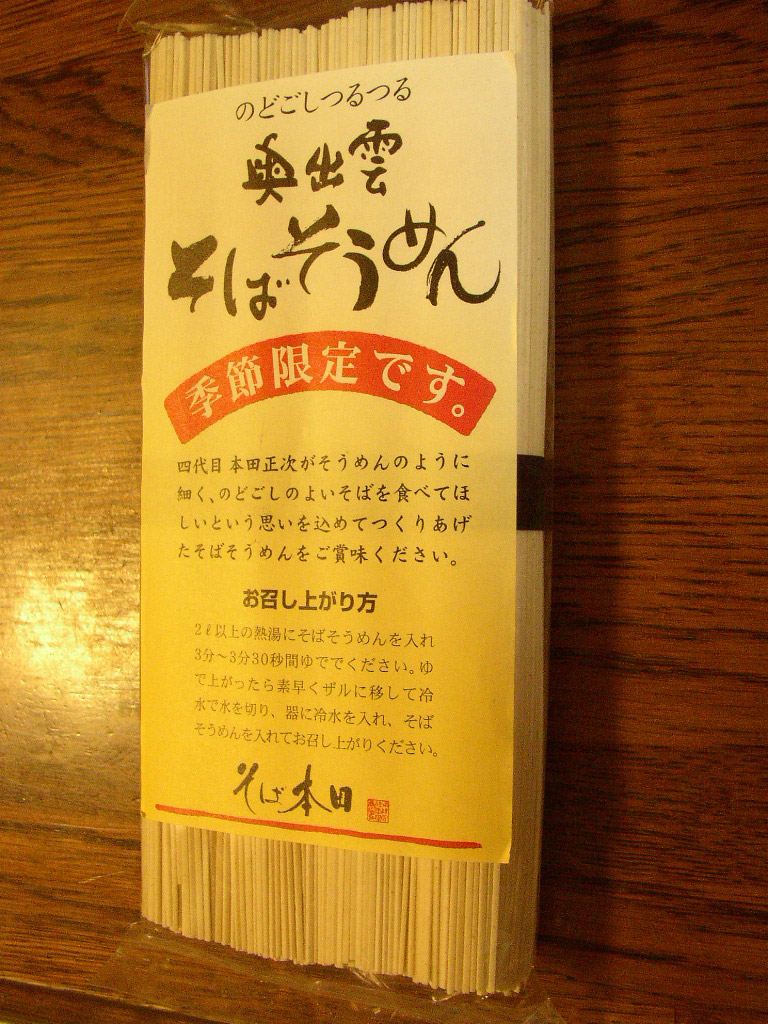 のどごしつるつる
奥出雲
そばそうめん
季節限定です。
四代目 本田正次がそうめんのように
細く、のどごしのよいそばを食べてほ
しいという思いを込めてつくりあげ
たそばそうめんをご賞味ください。
お召し上がり方
2ℓ以上の熱湯にそばそうめんを入れ
3分〜3分30秒間ゆでてください。ゆ
で上がったら素早くザルに移して冷
水で水を切り、器に冷水を入れ、そば
そうめんを入れてお召し上がりください。
そば本田